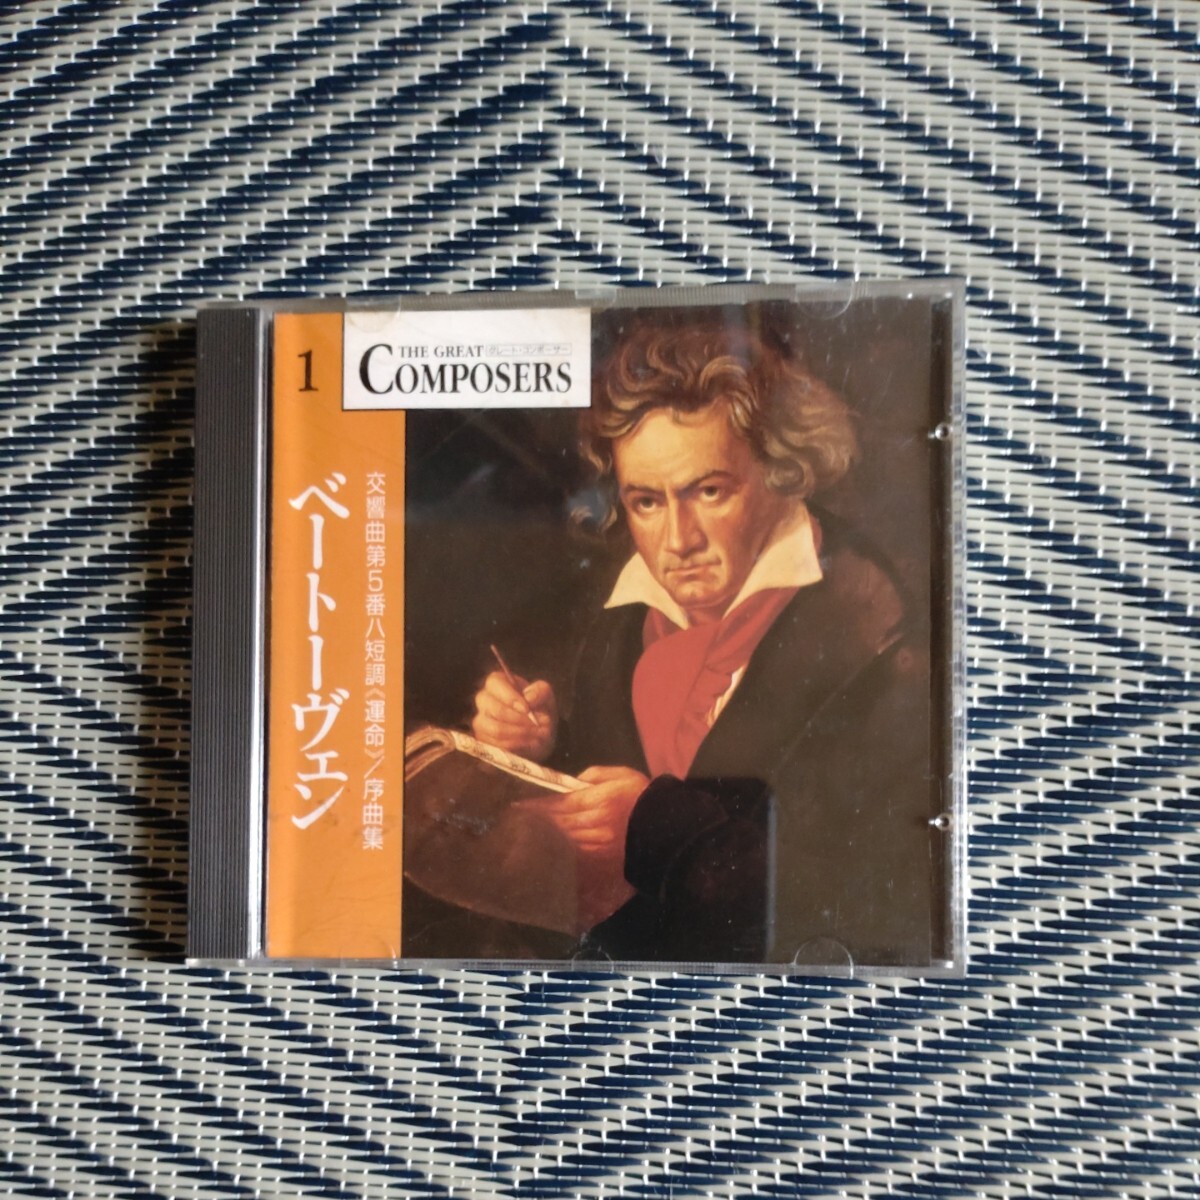 1
THE GREAT グレート・コンポーザー
COMPOSERS
ベートーヴェン
交響曲第5番ハ短調《運命》/序曲集